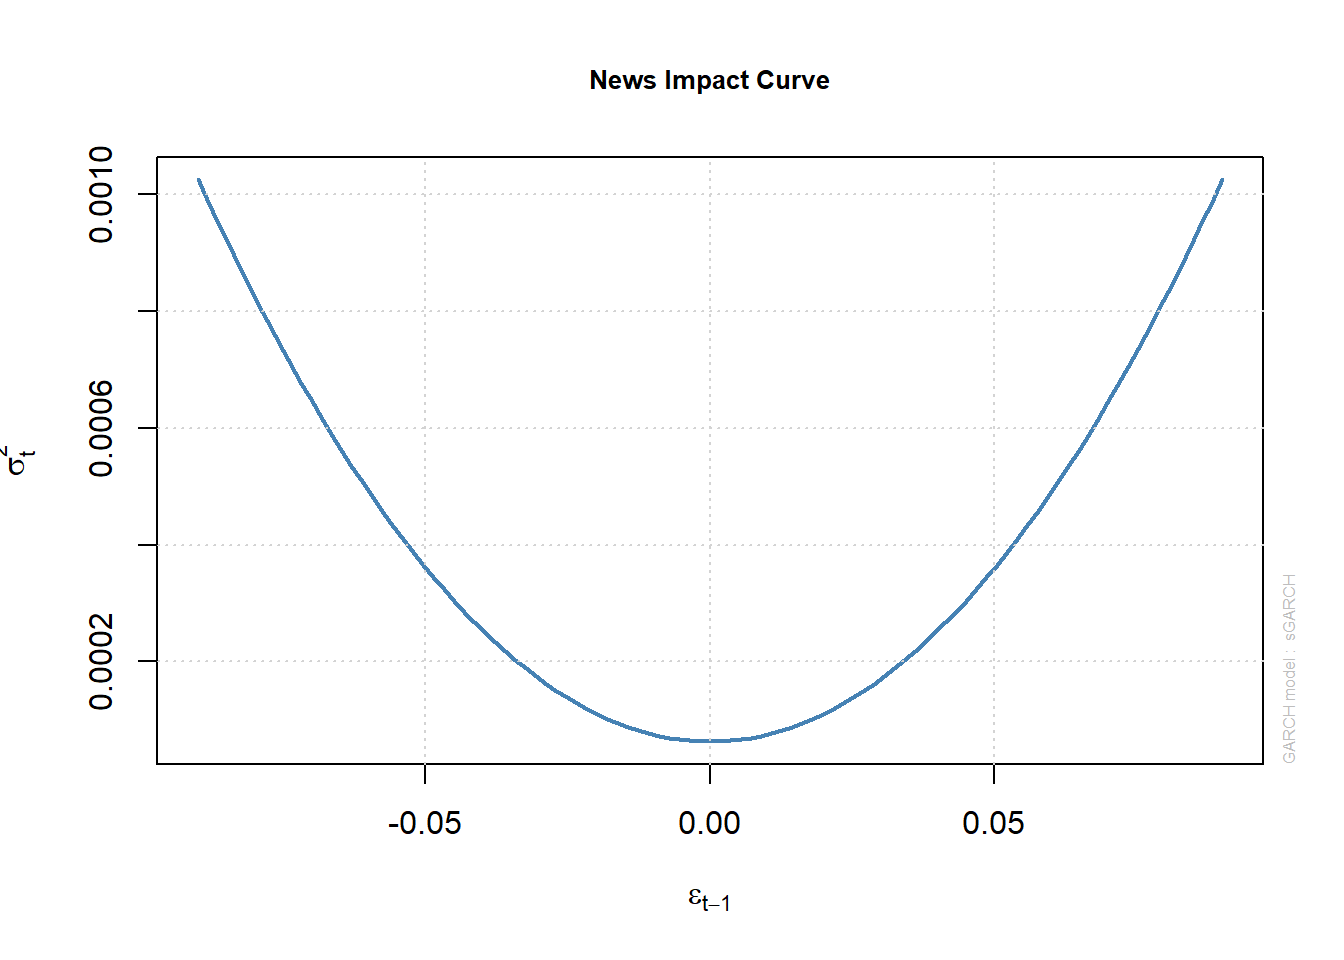 News Impact Curve
0.0010
0.0006
0.0002
σt2
-0.05 0.00 0.05
εt−1
GARCH model : sGARCH